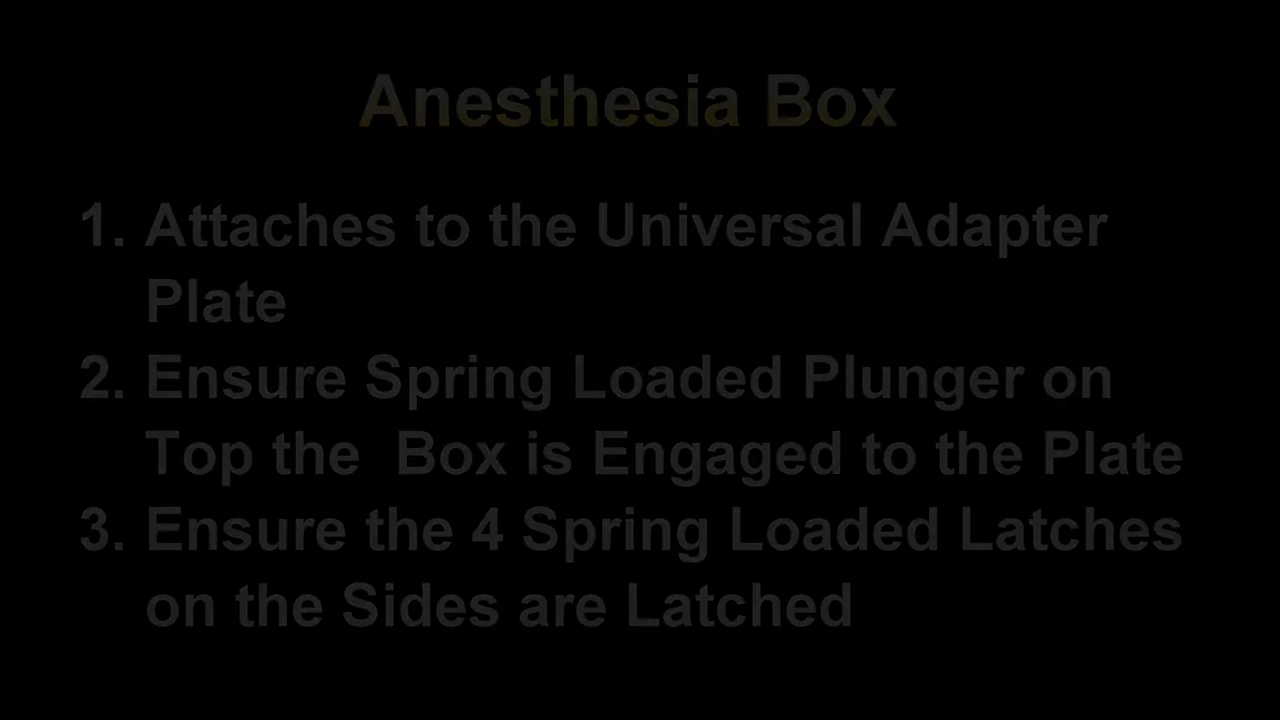 Anesthesia Box
1. Attaches to the Universal Adapter
Plate
2. Ensure Spring Loaded Plunger on
Top the  Box is Engaged to the Plate
3. Ensure the 4 Spring Loaded Latches
on the Sides are Latched